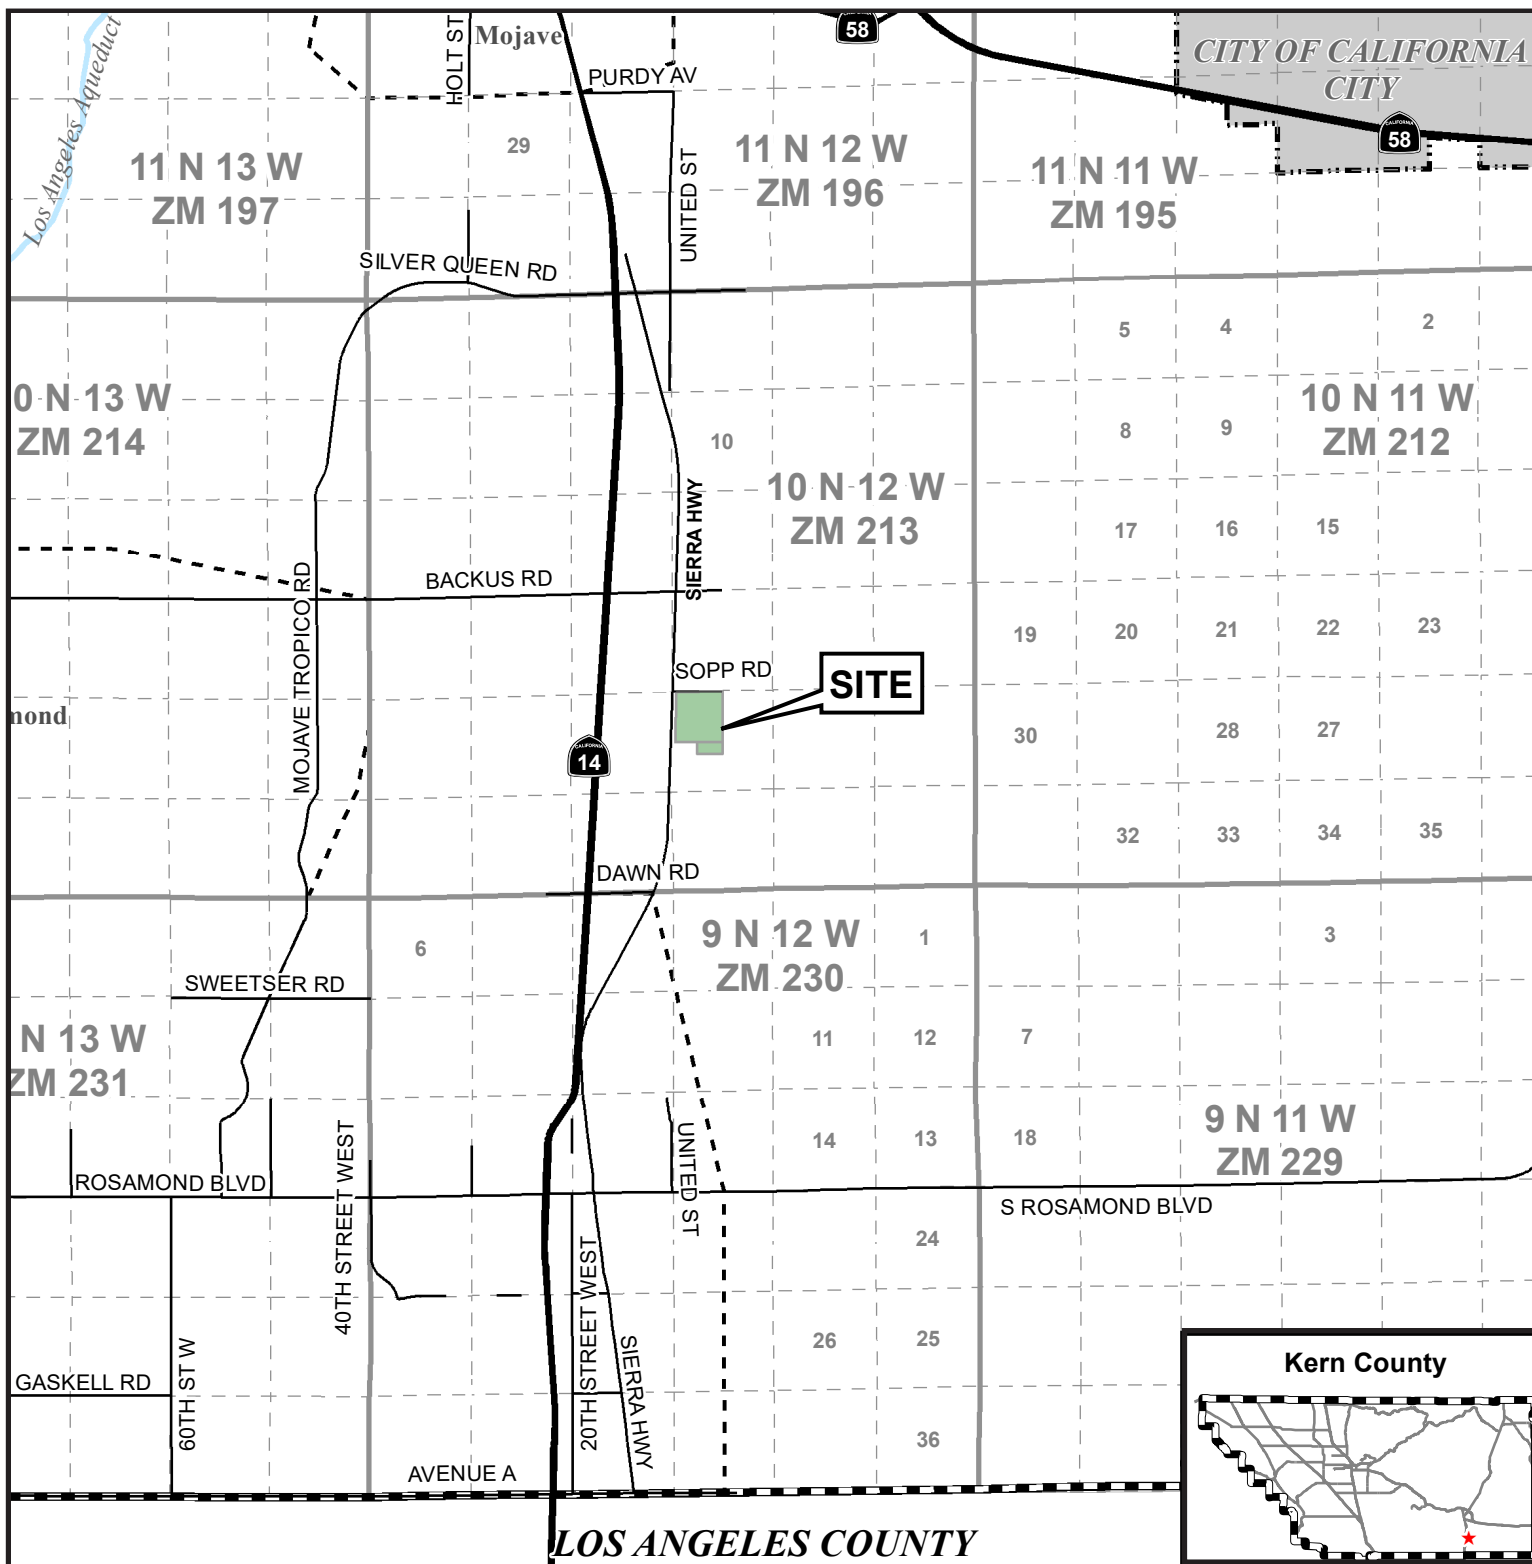 HOLT ST
Mojave
58
CITY OF CALIFORNIA
CITY
PURDY AV
Los Angeles Aqueduct
29
CALIFORNIA
58
11 N 13 W
ZM 197
11 N 12 W
ZM 196
11 N 11 W
ZM 195
UNITED ST
SILVER QUEEN RD
5
4
2
0 N 13 W
ZM 214
10
8
9
10 N 11 W
ZM 212
10 N 12 W
ZM 213
SIERRA HWY
17
16
15
BACKUS RD
MOJAVE TROPICO RD
19
20
21
22
23
SOPP RD
SITE
mond
CALIFORNIA
14
30
28
27
32
33
34
35
DAWN RD
6
9 N 12 W
ZM 230
1
3
SWEETSER RD
N 13 W
ZM 231
11
12
7
14
13
18
9 N 11 W
ZM 229
40TH STREET WEST
UNITED ST
ROSAMOND BLVD
S ROSAMOND BLVD
24
20TH STREET WEST
SIERRA HWY
26
25
60TH ST W
GASKELL RD
36
AVENUE A
Kern County
LOS ANGELES COUNTY